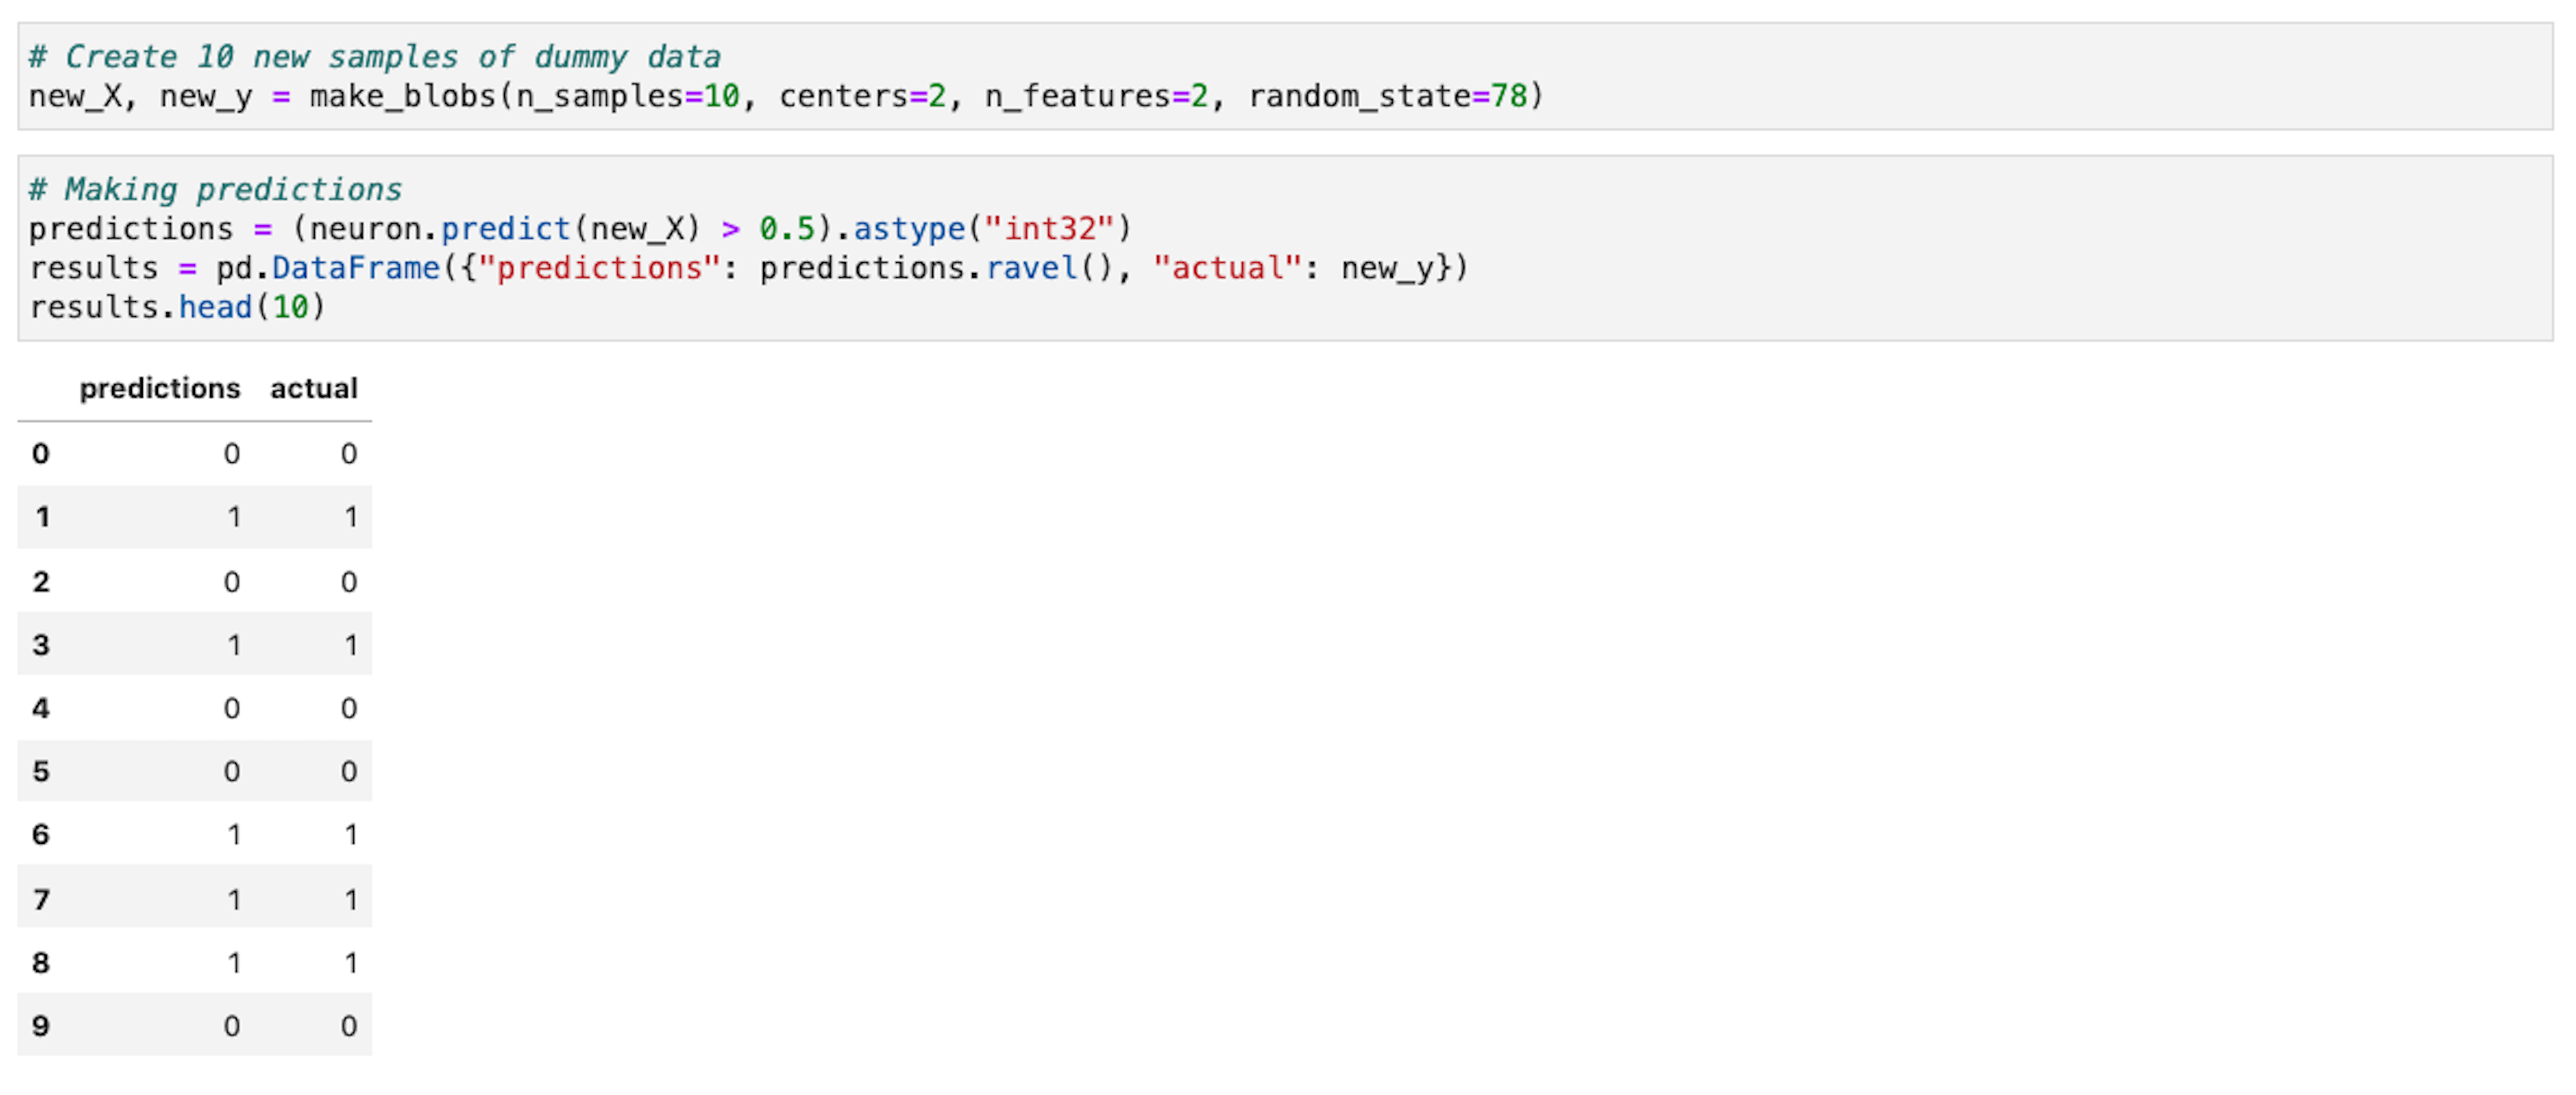 # Create 10 new samples of dummy data
new_X, new_y = make_blobs(n_samples=10, centers=2, n_features=2, random_state=78)
# Making predictions
predictions = (neuron.predict(new_X) > 0.5).astype("int32")
results = pd.DataFrame({"predictions": predictions.ravel(), "actual": new_y})
results.head(10)
predictions actual
0 0 0
1 1 1
2 0 0
3 1 1
4 0 0
5 0 0
6 1 1
7 1 1
8 1 1
9 0 0